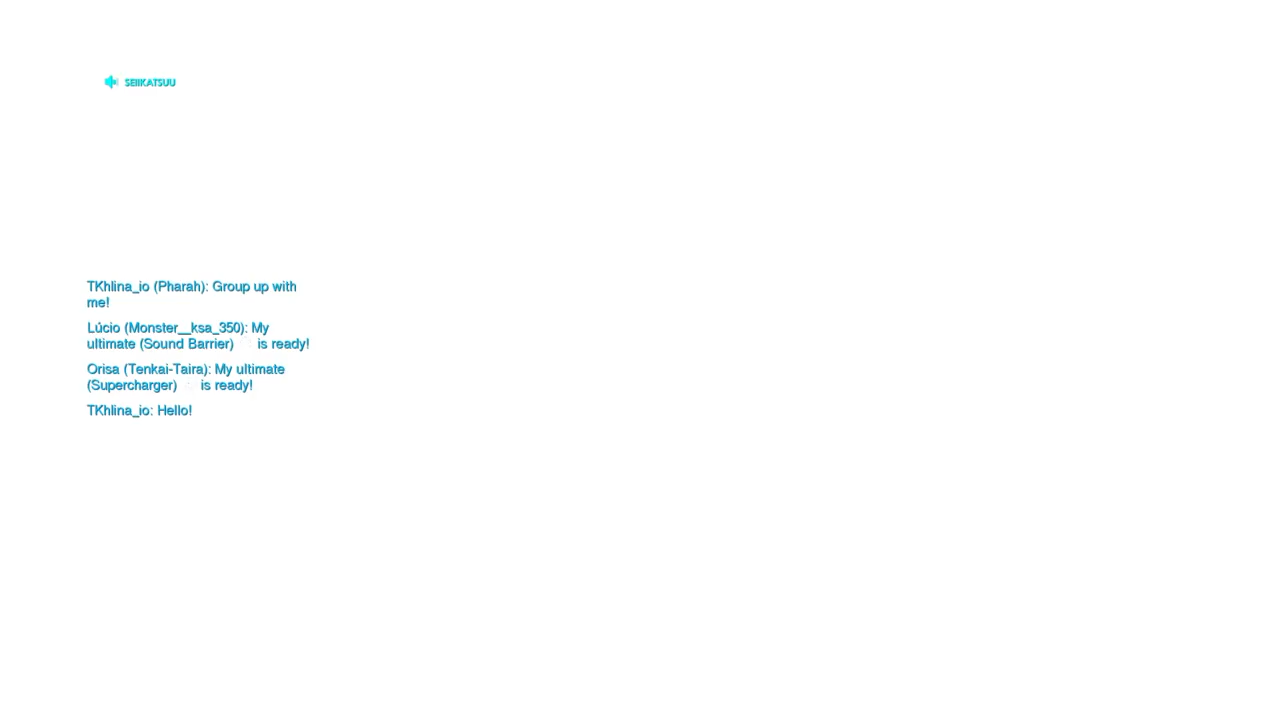 SEIIKATSUU
TKhlina_io (Pharah): Group up with
me!
Lúcio (Monster__ksa_350): My
ultimate (Sound Barrier) is ready!
Orisa (Tenkai-Taira): My ultimate
(Supercharger) is ready!
TKhlina_io: Hello!